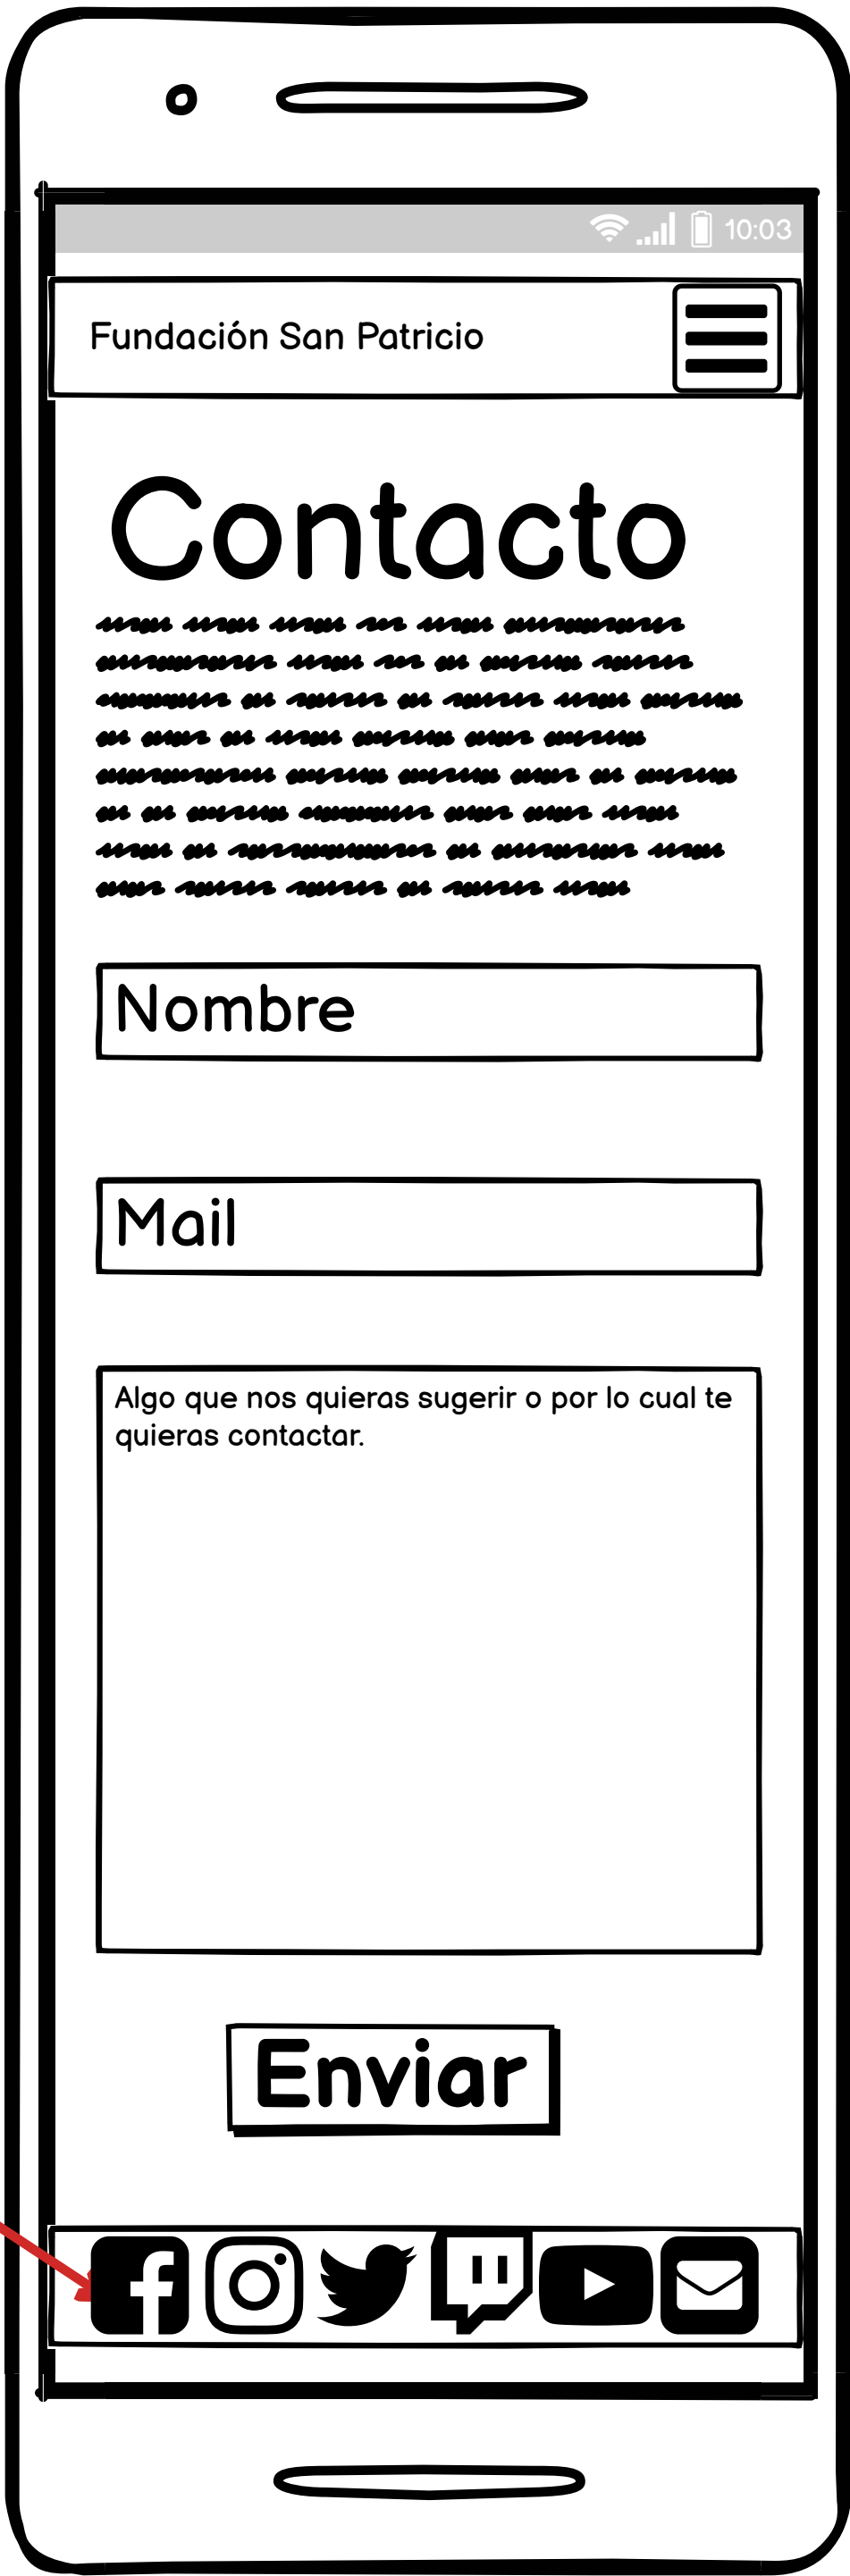 10:03
Fundación San Patricio
Contacto
Nombre
Mail
Algo que nos quieras sugerir o por lo cual te
quieras contactar.
Enviar